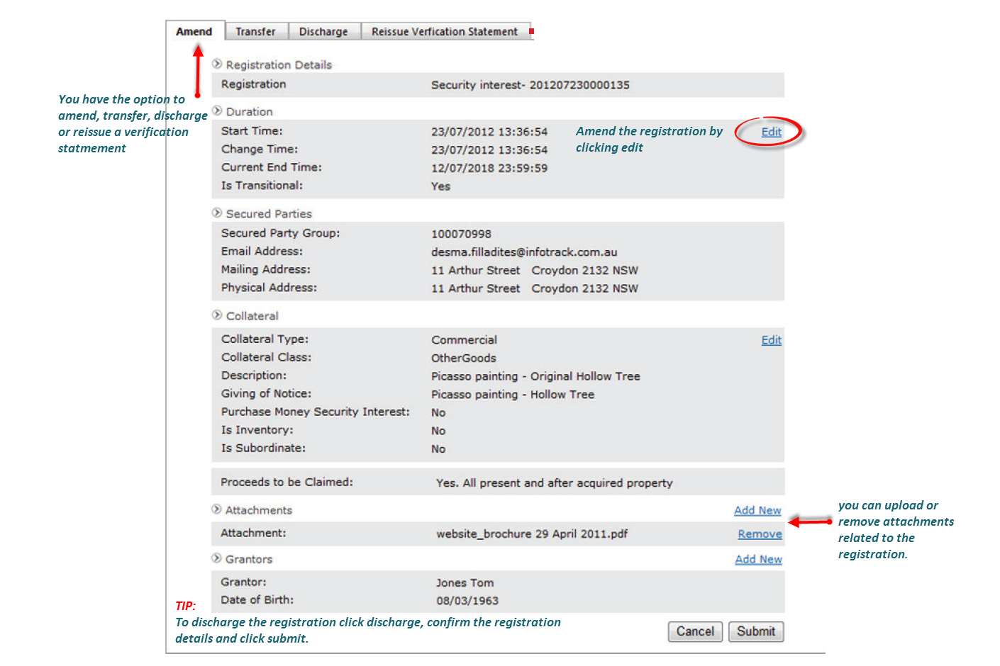 Amend Transfer Discharge Reissue Verfication Statement
Registration Details
Registration Security interest- 201207230000135
You have the option to
amend, transfer, discharge
or reissue a verification
statmement
Duration
Start Time: 23/07/2012 13:36:54
Change Time: 23/07/2012 13:36:54
Current End Time: 12/07/2018 23:59:59
Is Transitional: Yes
Amend the registration by
clicking edit
Edit
Secured Parties
Secured Party Group: 100070998
Email Address: desma.filladites@infotrack.com.au
Mailing Address: 11 Arthur Street Croydon 2132 NSW
Physical Address: 11 Arthur Street Croydon 2132 NSW
Collateral
Collateral Type: Commercial Edit
Collateral Class: OtherGoods
Description: Picasso painting - Original Hollow Tree
Giving of Notice: Picasso painting - Hollow Tree
Purchase Money Security Interest: No
Is Inventory: No
Is Subordinate: No
Proceeds to be Claimed: Yes. All present and after acquired property
Attachments Add New
Attachment: website_brochure 29 April 2011.pdf Remove
you can upload or
remove attachments
related to the
registration.
Grantors Add New
Grantor: Jones Tom
Date of Birth: 08/03/1963
TIP:
To discharge the registration click discharge, confirm the registration
details and click submit.
Cancel Submit